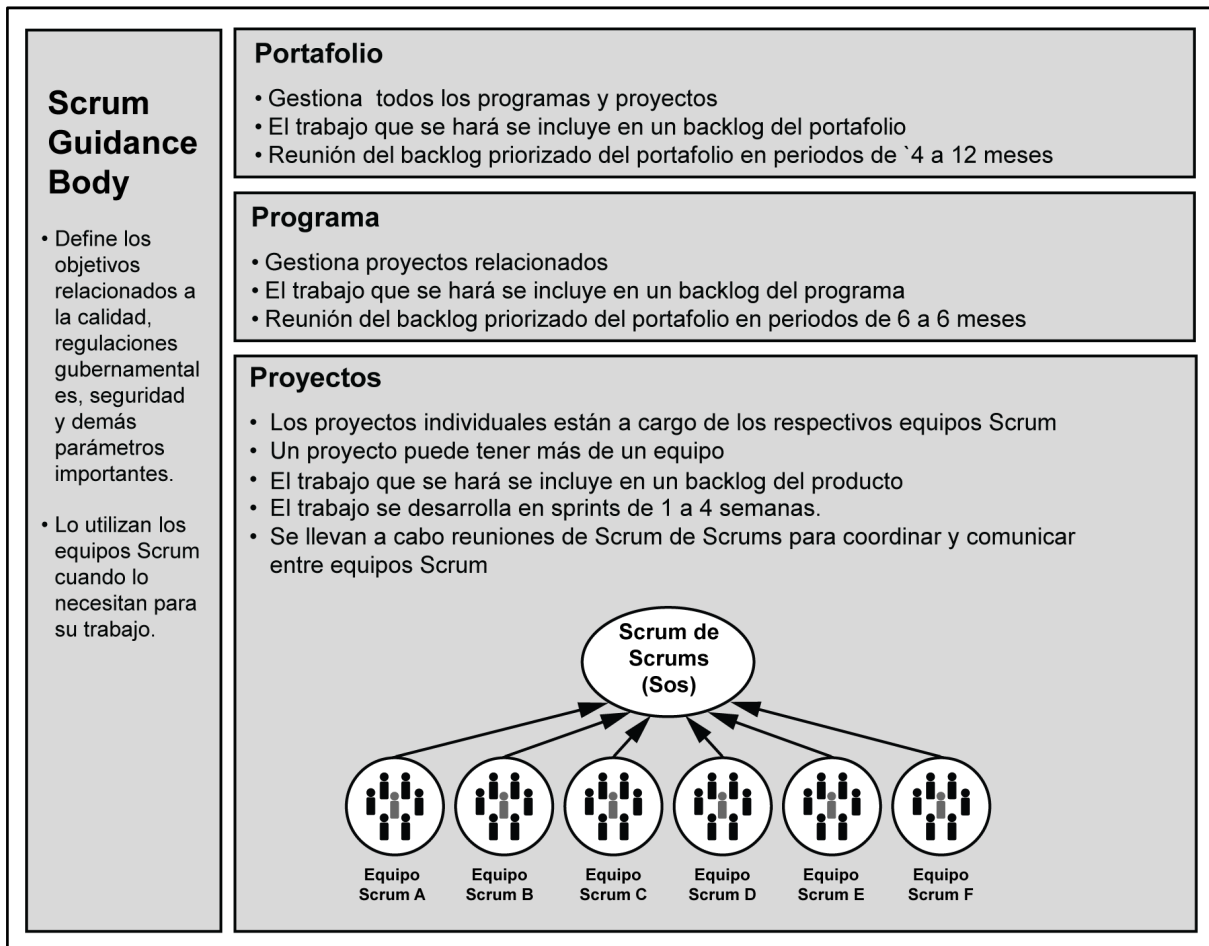 Scrum
Guidance
Body
• Define los
objetivos
relacionados a
la calidad,
regulaciones
gubernamental
es, seguridad
y demás
parámetros
importantes.
• Lo utilizan los
equipos Scrum
cuando lo
necesitan para
su trabajo.
Portafolio
• Gestiona todos los programas y proyectos
• El trabajo que se hará se incluye en un backlog del portafolio
• Reunión del backlog priorizado del portafolio en periodos de `4 a 12 meses
Programa
• Gestiona proyectos relacionados
• El trabajo que se hará se incluye en un backlog del programa
• Reunión del backlog priorizado del portafolio en periodos de 6 a 6 meses
Proyectos
• Los proyectos individuales están a cargo de los respectivos equipos Scrum
• Un proyecto puede tener más de un equipo
• El trabajo que se hará se incluye en un backlog del producto
• El trabajo se desarrolla en sprints de 1 a 4 semanas.
• Se llevan a cabo reuniones de Scrum de Scrums para coordinar y comunicar
entre equipos Scrum
Scrum de
Scrums
(Sos)
Equipo
Scrum A
Equipo
Scrum B
Equipo
Scrum C
Equipo
Scrum D
Equipo
Scrum E
Equipo
Scrum F